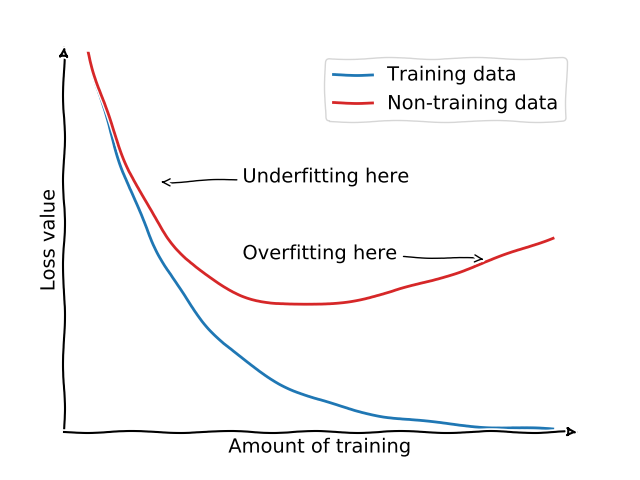 Training data
Non-training data
Underfitting here
Overfitting here
Loss value
Amount of training